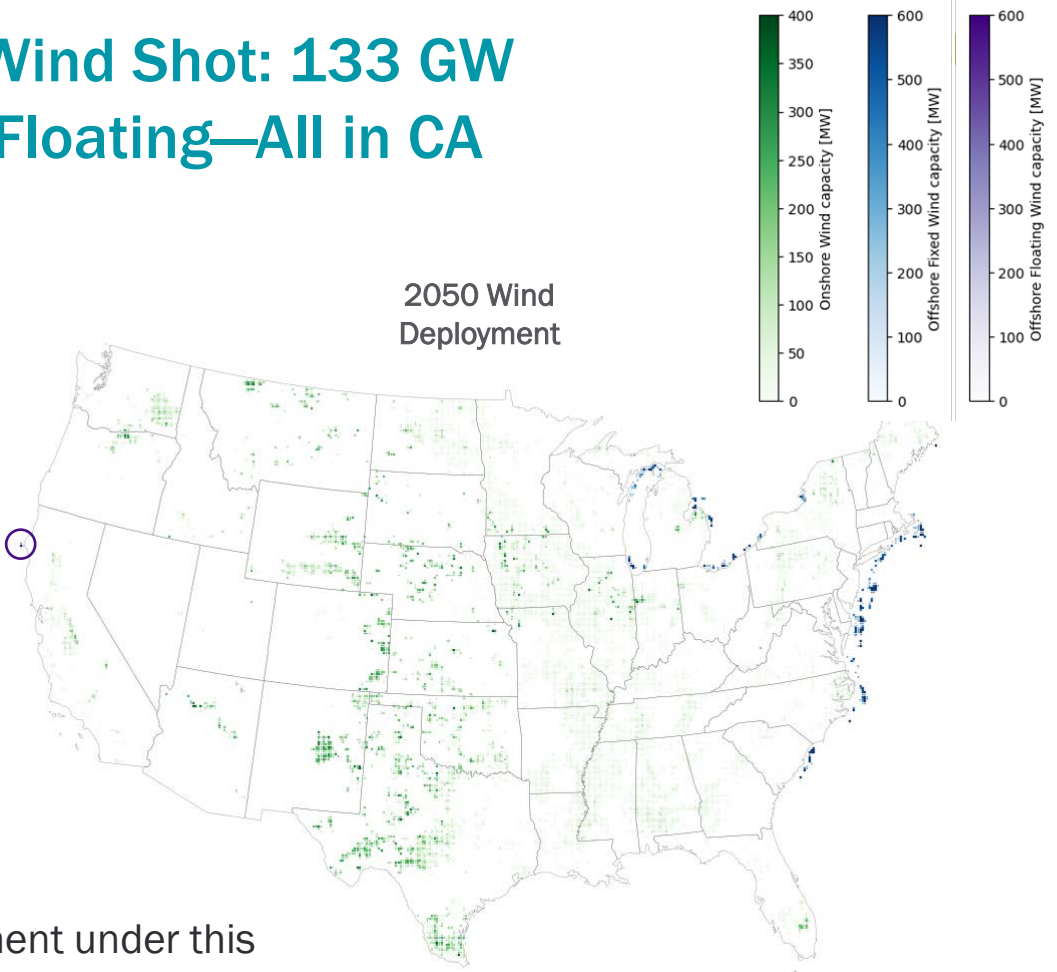 Wind Shot: 133 GW
Floating—All in CA
2050 Wind
Deployment
400
350
300
250
200
150
100
50
0
Onshore Wind capacity [MW]
600
500
400
300
200
100
0
Offshore Fixed Wind capacity [MW]
600
500
400
300
200
100
0
Offshore Floating Wind capacity [MW]
ment under this